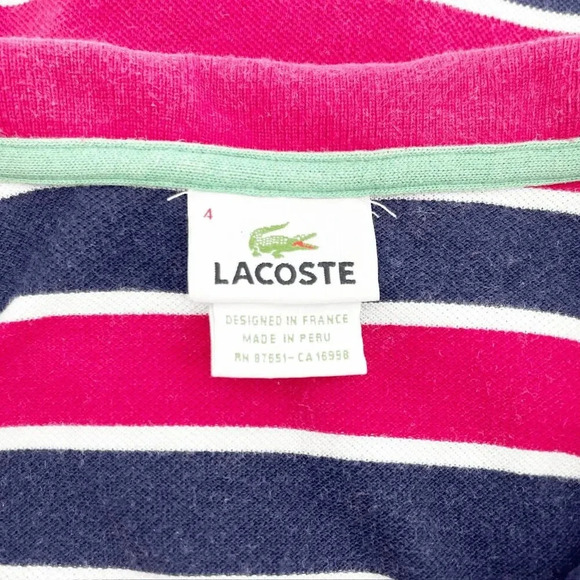 4
LACOSTE
DESIGNED IN FRANCE
MADE IN PERU
RN 87651-CA 16998